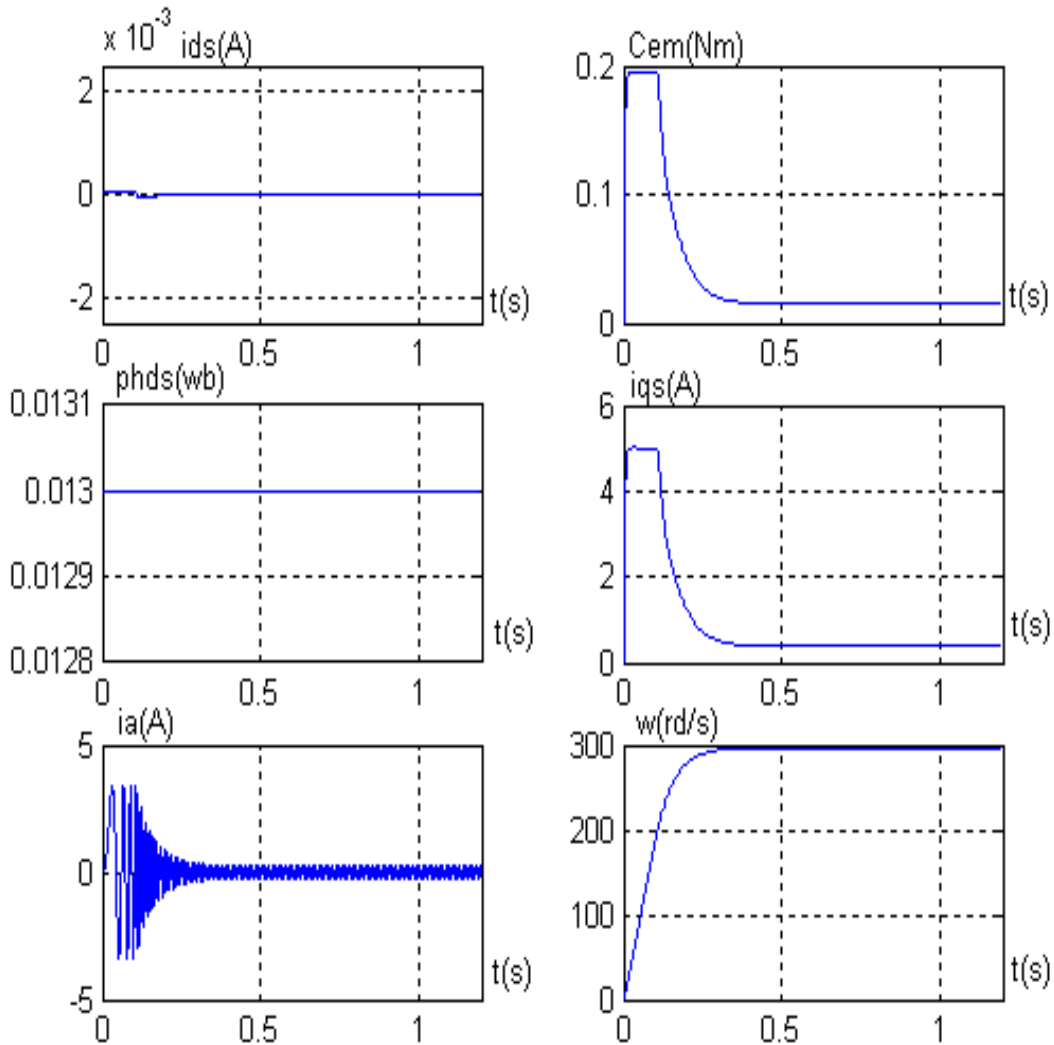 x 10-3 ids(A)
2
0
-2
t(s)
0 0.5 1
Cem(Nm)
0.2
0.1
0
t(s)
0 0.5 1
phds(wb)
0.0131
0.013
0.0129
0.0128
t(s)
0 0.5 1
iqs(A)
6
4
2
0
t(s)
0 0.5 1
ia(A)
5
0
-5
t(s)
0 0.5 1
w(rd/s)
300
200
100
0
t(s)
0 0.5 1